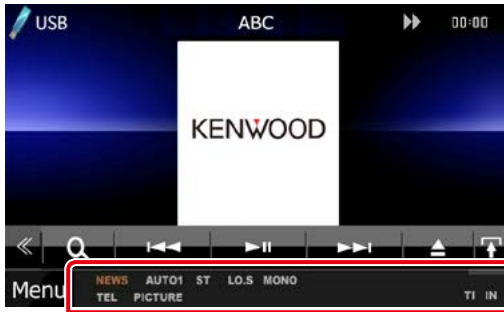 USB ABC 00:00
KENWOOD
Menu
NEWS AUTO1 ST LO.S MONO
TEL PICTURE TI IN